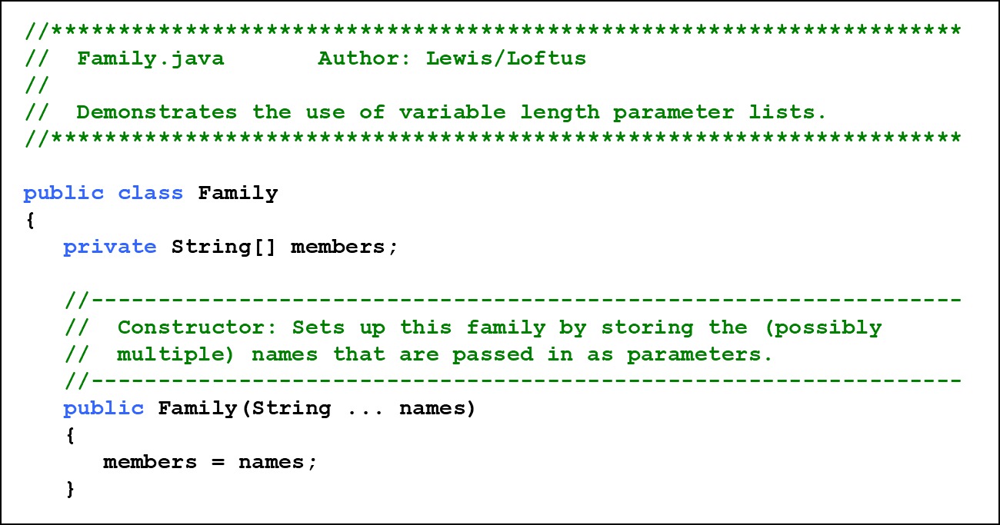 //********************************************************************
//  Family.java       Author: Lewis/Loftus
//
//  Demonstrates the use of variable length parameter lists.
//********************************************************************

public class Family
{
   private String[] members;

   //-----------------------------------------------------------------
   //  Constructor: Sets up this family by storing the (possibly
   //  multiple) names that are passed in as parameters.
   //-----------------------------------------------------------------
   public Family(String ... names)
   {
      members = names;
   }